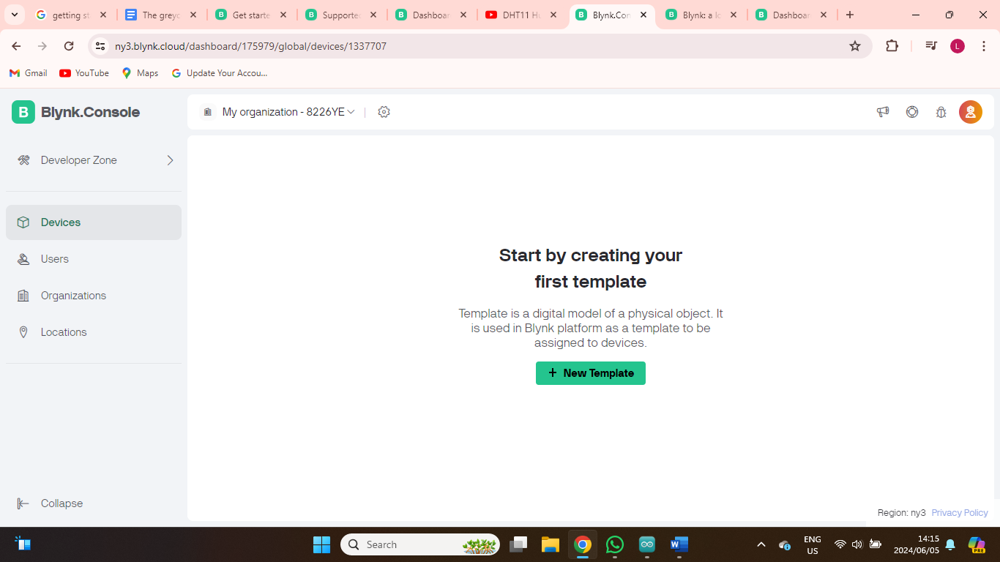 getting st
The greyc
Get starte
Supported
Dashboar
DHT11 Hu
Blynk.Con
Blynk: a lo
Dashboar
ny3.blynk.cloud/dashboard/175979/global/devices/1337707
L
Gmail
YouTube
Maps
Update Your Accou...
B Blynk.Console
My organization - 8226YE
Developer Zone
Devices
Users
Organizations
Locations
Start by creating your
first template
Template is a digital model of a physical object. It
is used in Blynk platform as a template to be
assigned to devices.
+ New Template
Collapse
Region: ny3 Privacy Policy
Search
ENG
US
14:15
2024/06/05
PRE